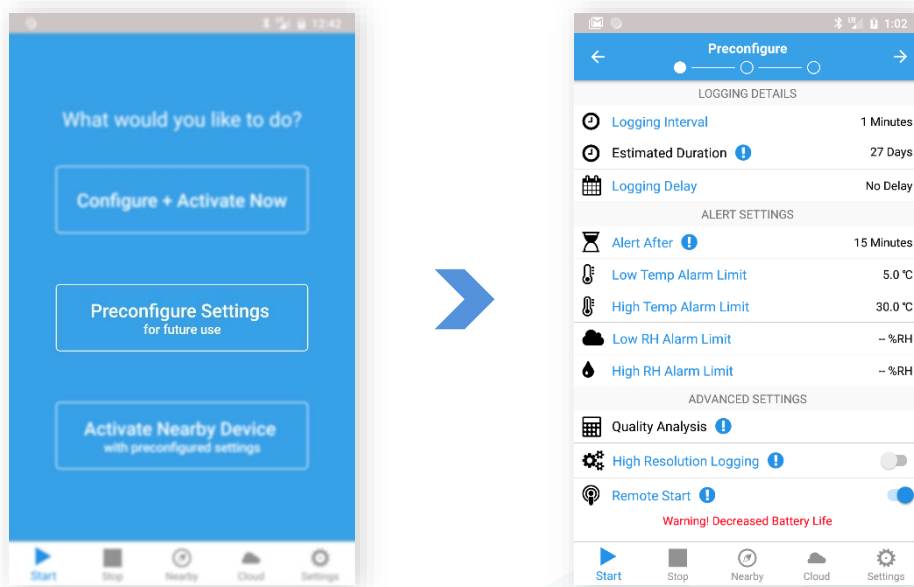 12:42
What would you like to do?
Configure + Activate Now
Preconfigure Settings
for future use
Activate Nearby Device
with preconfigured settings
Start Stop Nearby Cloud Settings
1:02
Preconfigure
LOGGING DETAILS
Logging Interval 1 Minutes
Estimated Duration ! 27 Days
Logging Delay No Delay
ALERT SETTINGS
Alert After ! 15 Minutes
Low Temp Alarm Limit 5.0 °C
High Temp Alarm Limit 30.0 °C
Low RH Alarm Limit -- %RH
High RH Alarm Limit -- %RH
ADVANCED SETTINGS
Quality Analysis !
High Resolution Logging !
Remote Start !
Warning! Decreased Battery Life
Start Stop Nearby Cloud Settings